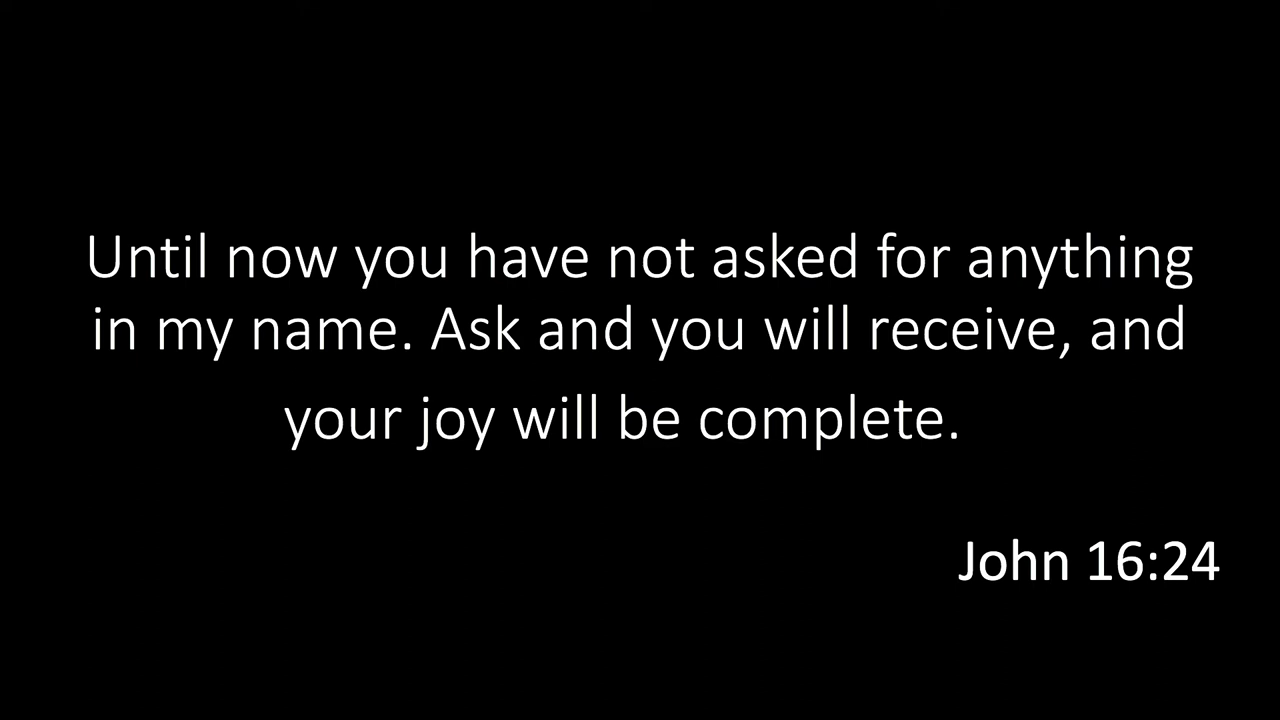 Until now you have not asked for anything
in my name. Ask and you will receive, and
your joy will be complete.
John 16:24